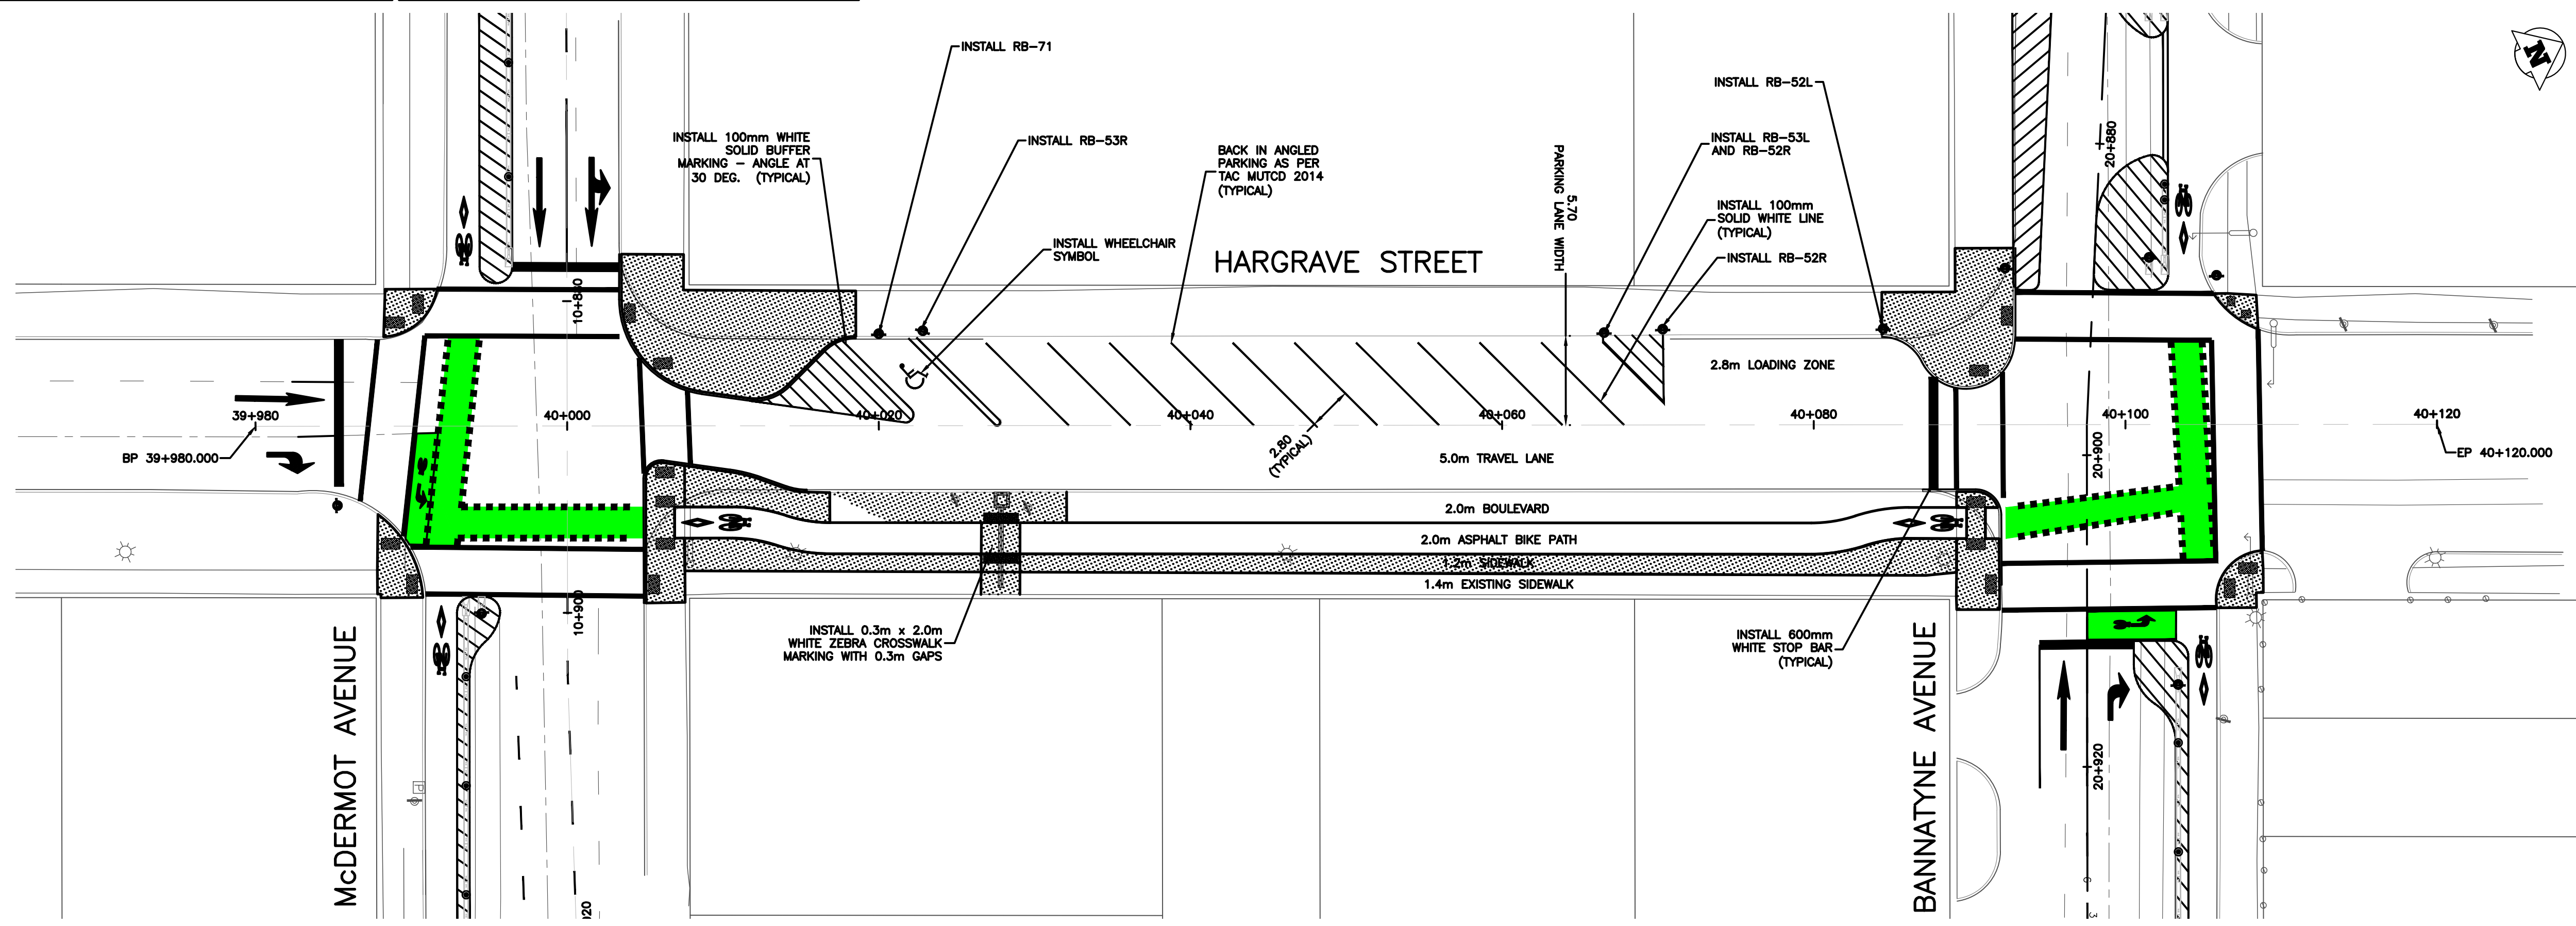 INSTALL RB-71
N
INSTALL RB-52L
INSTALL 100mm WHITE
SOLID BUFFER
MARKING - ANGLE AT
30 DEG. (TYPICAL)
INSTALL RB-53R
BACK IN ANGLED
PARKING AS PER
TAC MUTCD 2014
(TYPICAL)
5.70
PARKING LANE WIDTH
INSTALL RB-53L
AND RB-52R
20+880
INSTALL 100mm
SOLID WHITE LINE
(TYPICAL)
INSTALL WHEELCHAIR
SYMBOL
HARGRAVE STREET
INSTALL RB-52R
10+880
2.8m LOADING ZONE
39+980
40+000
40+020
40+040
40+060
40+080
40+100
40+120
BP 39+980.000
2.80
(TYPICAL)
5.0m TRAVEL LANE
20+900
EP 40+120.000
2.0m BOULEVARD
2.0m ASPHALT BIKE PATH
1.2m SIDEWALK
1.4m EXISTING SIDEWALK
10+900
INSTALL 0.3m x 2.0m
WHITE ZEBRA CROSSWALK
MARKING WITH 0.3m GAPS
INSTALL 600mm
WHITE STOP BAR
(TYPICAL)
McDERMOT AVENUE
BANNATYNE AVENUE
20+920
P